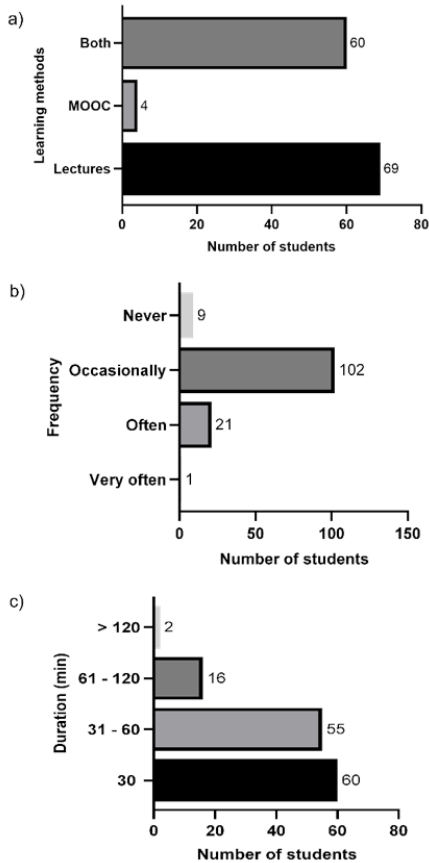 a)
Learning methods
Both
60
MOOC
4
Lectures
69
0 20 40 60 80
Number of students
b)
Frequency
Never
9
Occasionally
102
Often
21
Very often
1
0 50 100 150
Number of students
c)
Duration (min)
> 120
2
61 - 120
16
31 - 60
55
30
60
0 20 40 60 80
Number of students